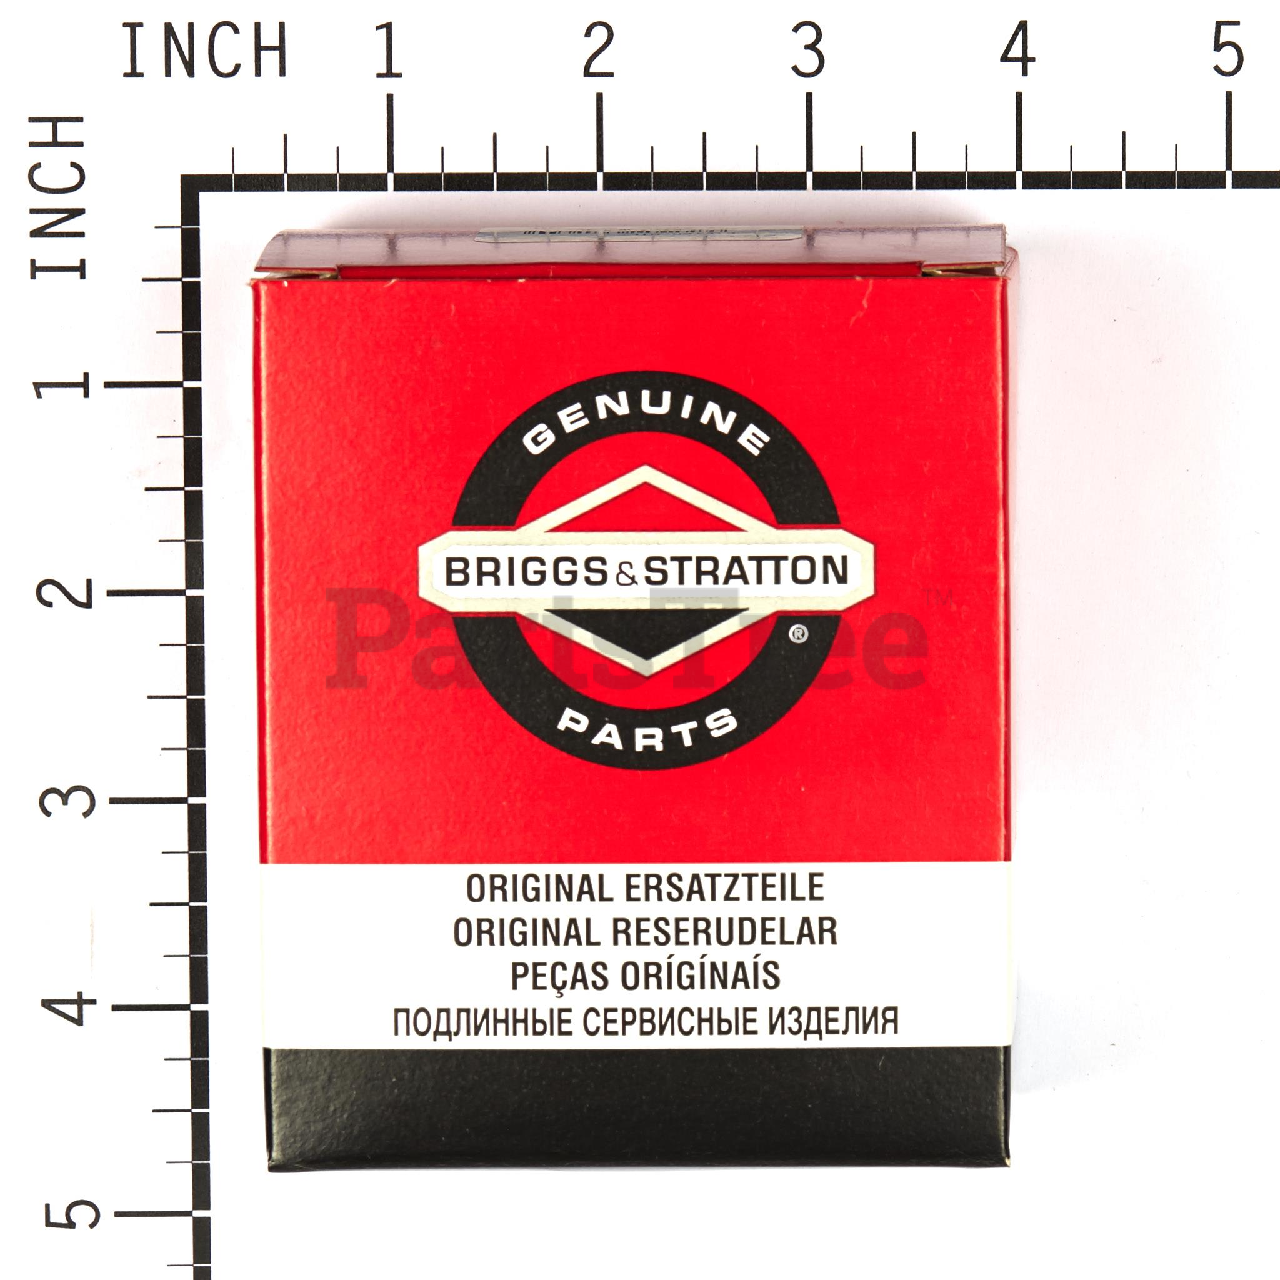 INCH 1 2 3 4 5
INCH
1
2
3
4
5
GENUINE
BRIGGS & STRATTON
®
PartsTree™
PARTS
ORIGINAL ERSATZTEILE
ORIGINAL RESERUDELAR
PEÇAS ORÍGÍNAÍS
ПОДЛИННЫЕ СЕРВИСНЫЕ ИЗДЕЛИЯ